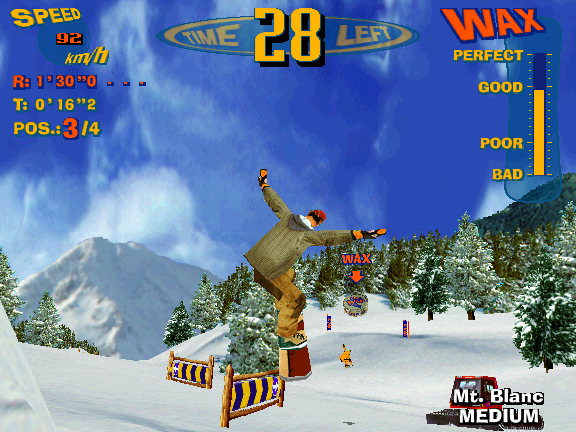 SPEED
92
km/h
R: 1'30"0 - - -
T: 0'16"2
POS.:3/4
TIME 28 LEFT
WAX
PERFECT
GOOD
POOR
BAD
WAX
Mt. Blanc
MEDIUM